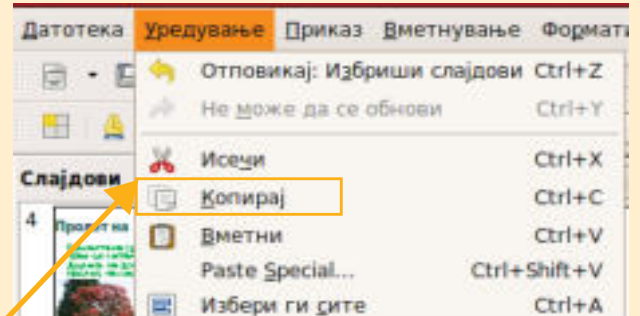 Датотека Уредување Приказ Вметнување
Отповикај: Избриши слајдови Ctrl+Z
Не може да се обнови Ctrl+Y
Исечи Ctrl+X
Слајдови
Копирај Ctrl+C
4
Вметни Ctrl+V
Paste Special... Ctrl+Shift+V
Избери ги сите Ctrl+A